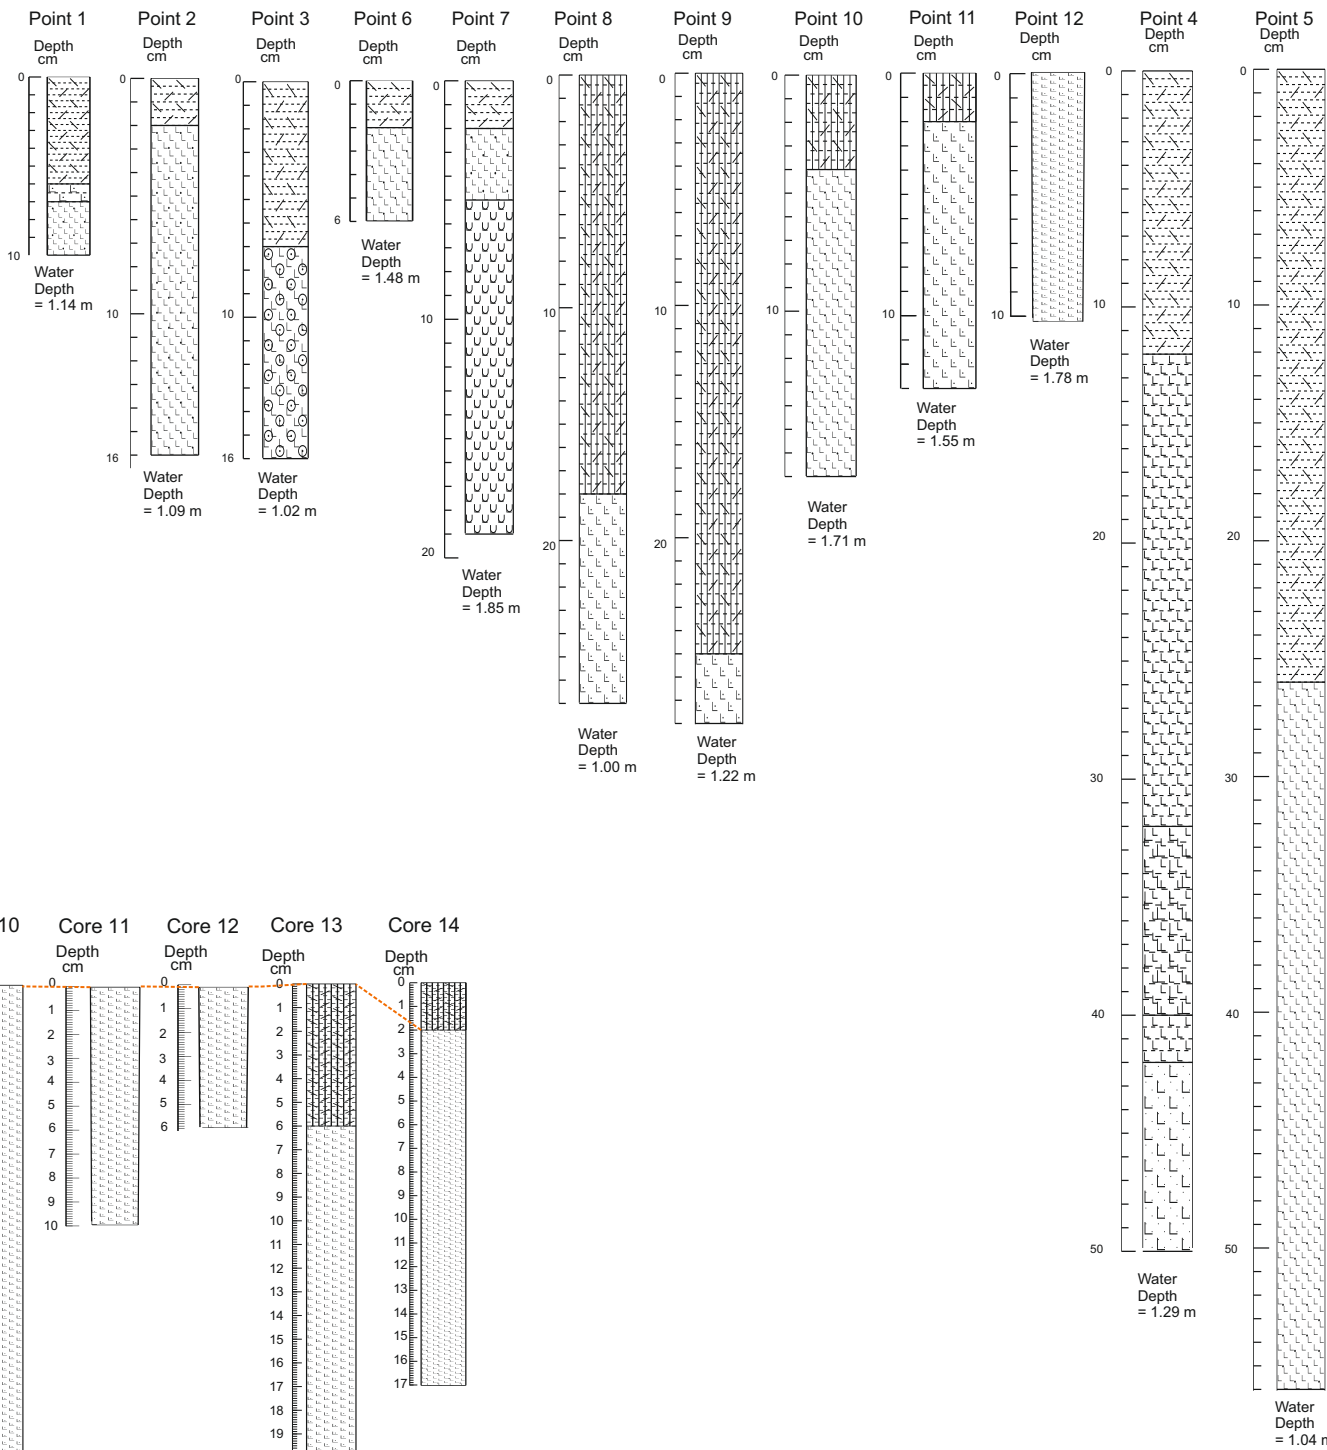 Point 1
Depth
cm
0
10
Water
Depth
= 1.14 m
Point 2
Depth
cm
0
10
16
Water
Depth
= 1.09 m
Point 3
Depth
cm
0
10
16
Water
Depth
= 1.02 m
Point 6
Depth
cm
0
6
Water
Depth
= 1.48 m
Point 7
Depth
cm
0
10
20
Water
Depth
= 1.85 m
Point 8
Depth
cm
0
10
20
Water
Depth
= 1.00 m
Point 9
Depth
cm
0
10
20
Water
Depth
= 1.22 m
Point 10
Depth
cm
0
10
Water
Depth
= 1.71 m
Point 11
Depth
cm
0
10
Water
Depth
= 1.55 m
Point 12
Depth
cm
0
10
Water
Depth
= 1.78 m
Point 4
Depth
cm
0
10
20
30
40
50
Water
Depth
= 1.29 m
Point 5
Depth
cm
0
10
20
30
40
50
Water
Depth
= 1.04 m
10
Core 11
Depth
cm
0
1
2
3
4
5
6
7
8
9
10
Core 12
Depth
cm
0
1
2
3
4
5
6
Core 13
Depth
cm
0
1
2
3
4
5
6
7
8
9
10
11
12
13
14
15
16
17
18
19
Core 14
Depth
cm
0
1
2
3
4
5
6
7
8
9
10
11
12
13
14
15
16
17